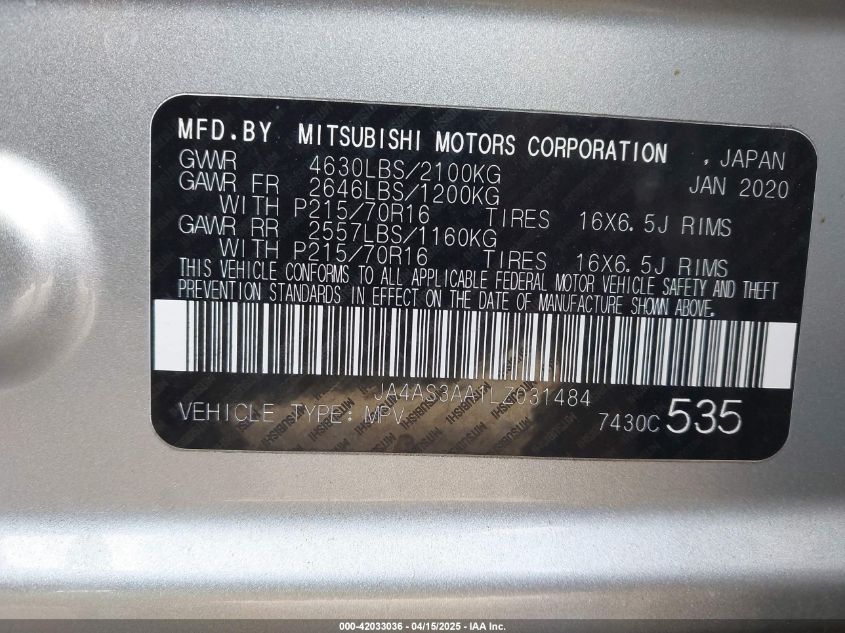 MFD.BY MITSUBISHI MOTORS CORPORATION , JAPAN
GVWR 4630LBS/2100KG JAN 2020
GAWR FR 2646LBS/1200KG
WITH P215/70R16 TIRES 16X6.5J RIMS
GAWR RR 2557LBS/1160KG
WITH P215/70R16 TIRES 16X6.5J RIMS
THIS VEHICLE CONFORMS TO ALL APPLICABLE FEDERAL MOTOR VEHICLE SAFETY AND THEFT
PREVENTION STANDARDS IN EFFECT ON THE DATE OF MANUFACTURE SHOWN ABOVE.
JA4AS3AA1LZ031484
VEHICLE TYPE: MPV 7430C 535
000-42033036 - 04/15/2025 - IAA Inc.